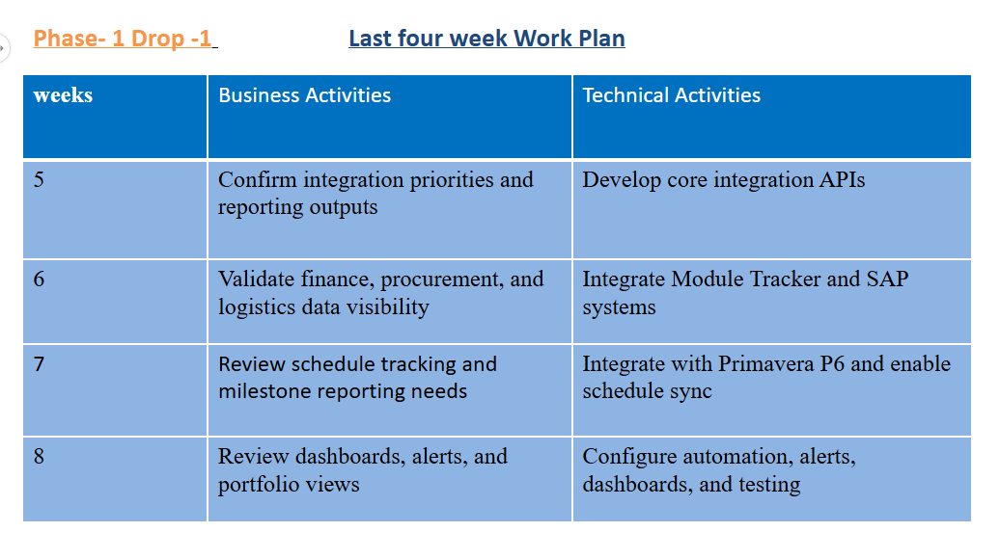 Phase- 1 Drop -1
Last four week Work Plan
weeks
Business Activities
Technical Activities
5
Confirm integration priorities and
reporting outputs
Develop core integration APIs
6
Validate finance, procurement, and
logistics data visibility
Integrate Module Tracker and SAP
systems
7
Review schedule tracking and
milestone reporting needs
Integrate with Primavera P6 and enable
schedule sync
8
Review dashboards, alerts, and
portfolio views
Configure automation, alerts,
dashboards, and testing